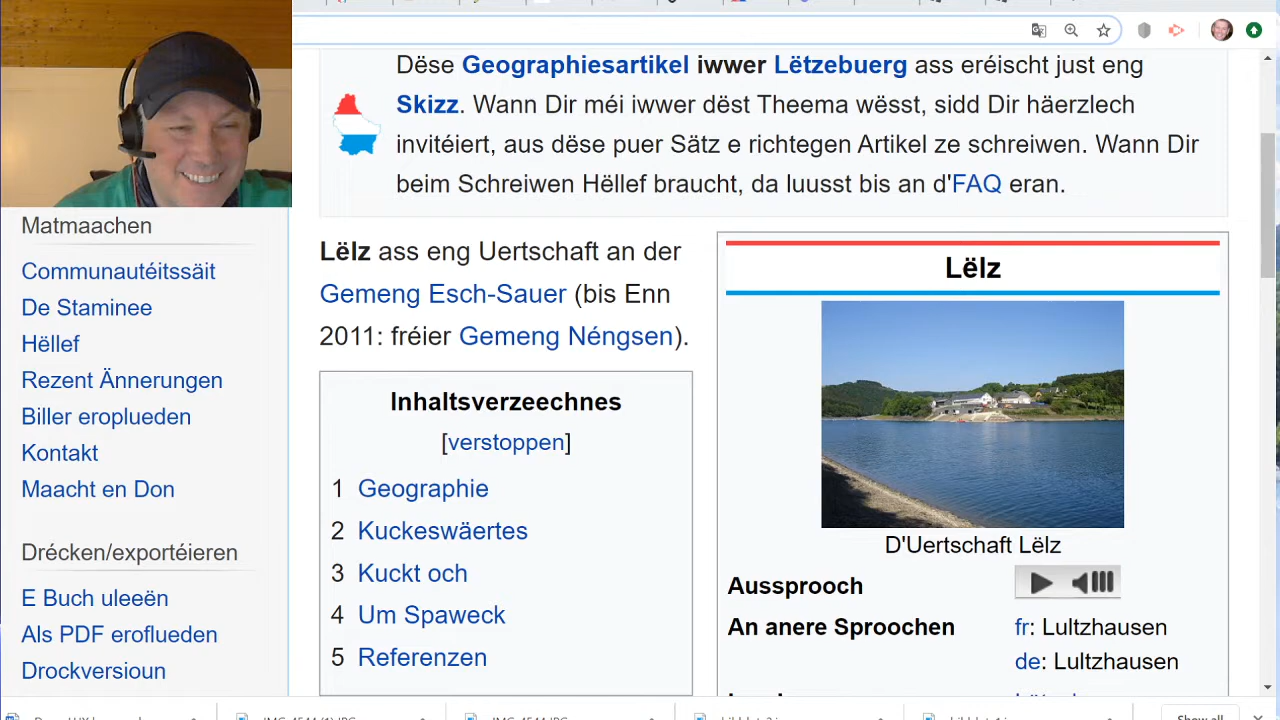 Dëse Geographiesartikel iwwer Lëtzebuerg ass eréischt just eng
Skizz. Wann Dir méi iwwer dëst Theema wësst, sidd Dir häerzlech
invitéiert, aus dëse puer Sätz e richtegen Artikel ze schreiwen. Wann Dir
beim Schreiwen Hëllef braucht, da luusst bis an d'FAQ eran.
Matmaachen
Communautéitssäit
De Staminee
Hëllef
Rezent Ännerungen
Biller eroplueden
Kontakt
Maacht en Don
Drécken/exportéieren
E Buch uleeën
Als PDF eroflueden
Drockversioun
Lëlz ass eng Uertschaft an der
Gemeng Esch-Sauer (bis Enn
2011: fréier Gemeng Néngsen).
Inhaltsverzeechnes
[verstoppen]
1 Geographie
2 Kuckeswäertes
3 Kuckt och
4 Um Spaweck
5 Referenzen
Lëlz
D'Uertschaft Lëlz
Aussprooch
An anere Sproochen
fr: Lultzhausen
de: Lultzhausen
Show all